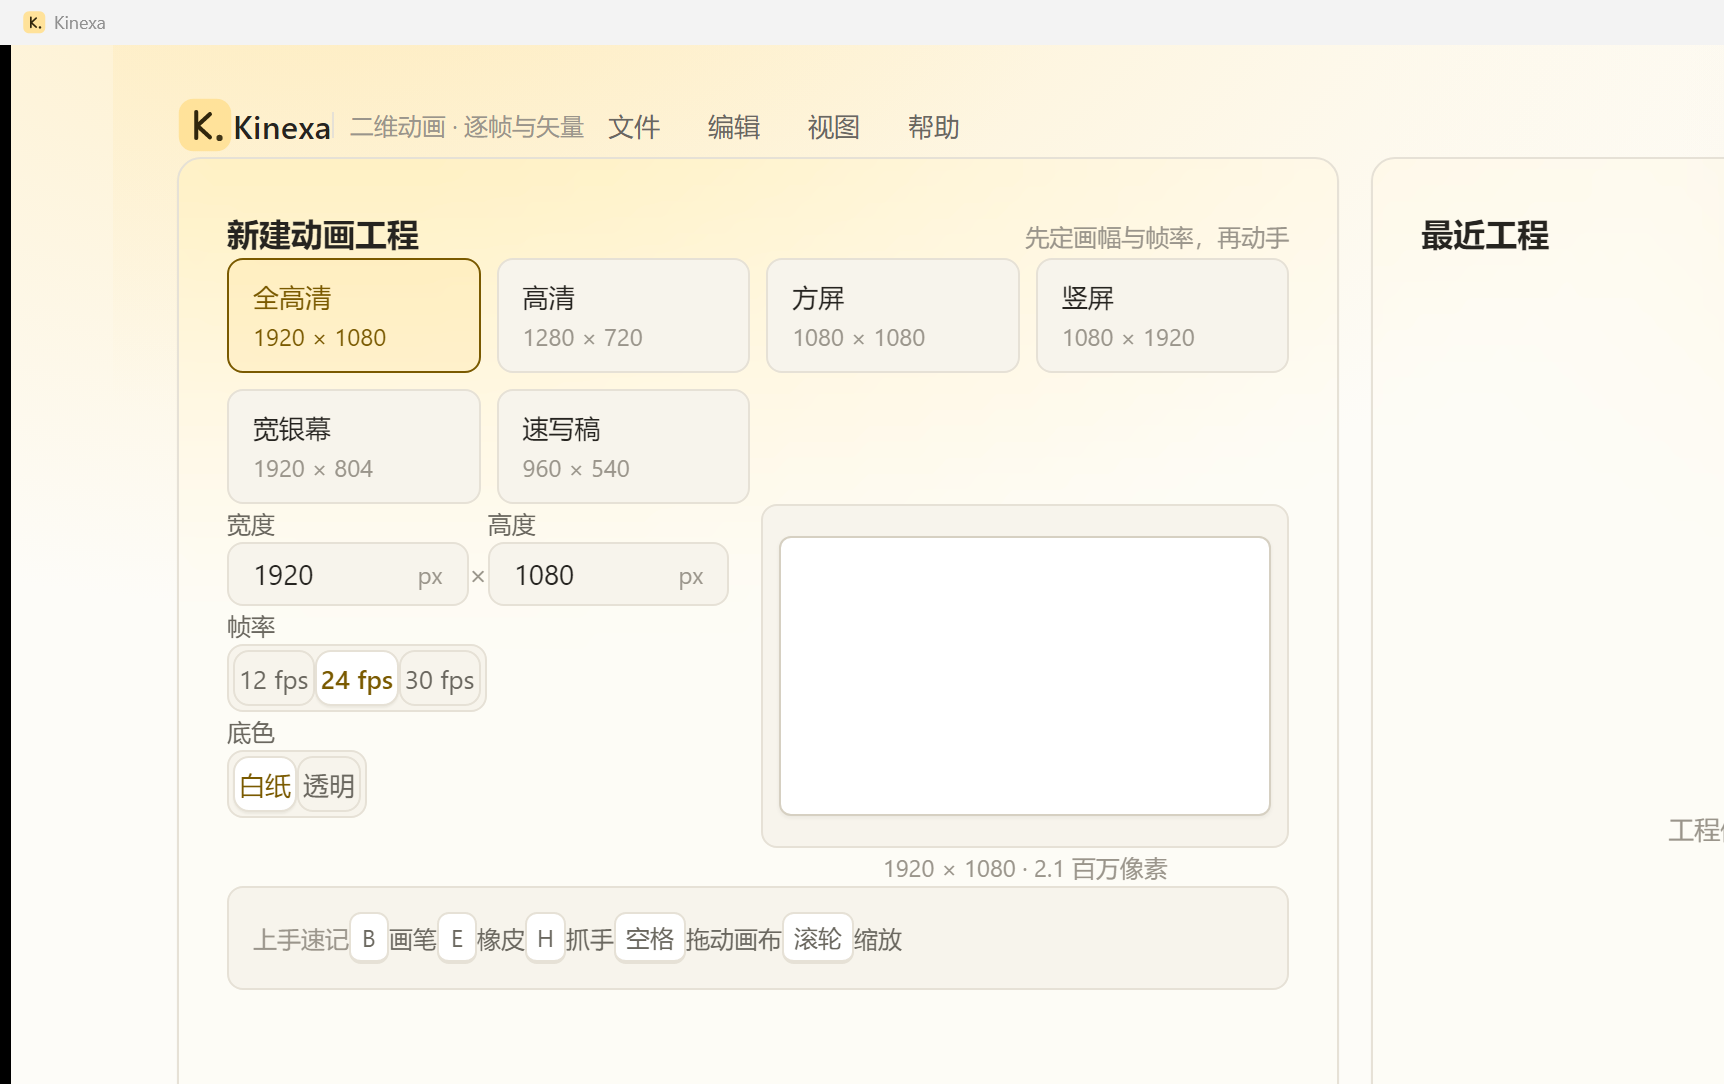 K. Kinexa
K. Kinexa 二维动画 · 逐帧与矢量 文件 编辑 视图 帮助
新建动画工程 先定画幅与帧率，再动手
全高清
1920 × 1080
高清
1280 × 720
方屏
1080 × 1080
竖屏
1080 × 1920
宽银幕
1920 × 804
速写稿
960 × 540
宽度 高度
1920 px × 1080 px
帧率
12 fps 24 fps 30 fps
底色
白纸 透明
1920 × 1080 · 2.1 百万像素
上手速记 B 画笔 E 橡皮 H 抓手 空格 拖动画布 滚轮 缩放
最近工程
工程